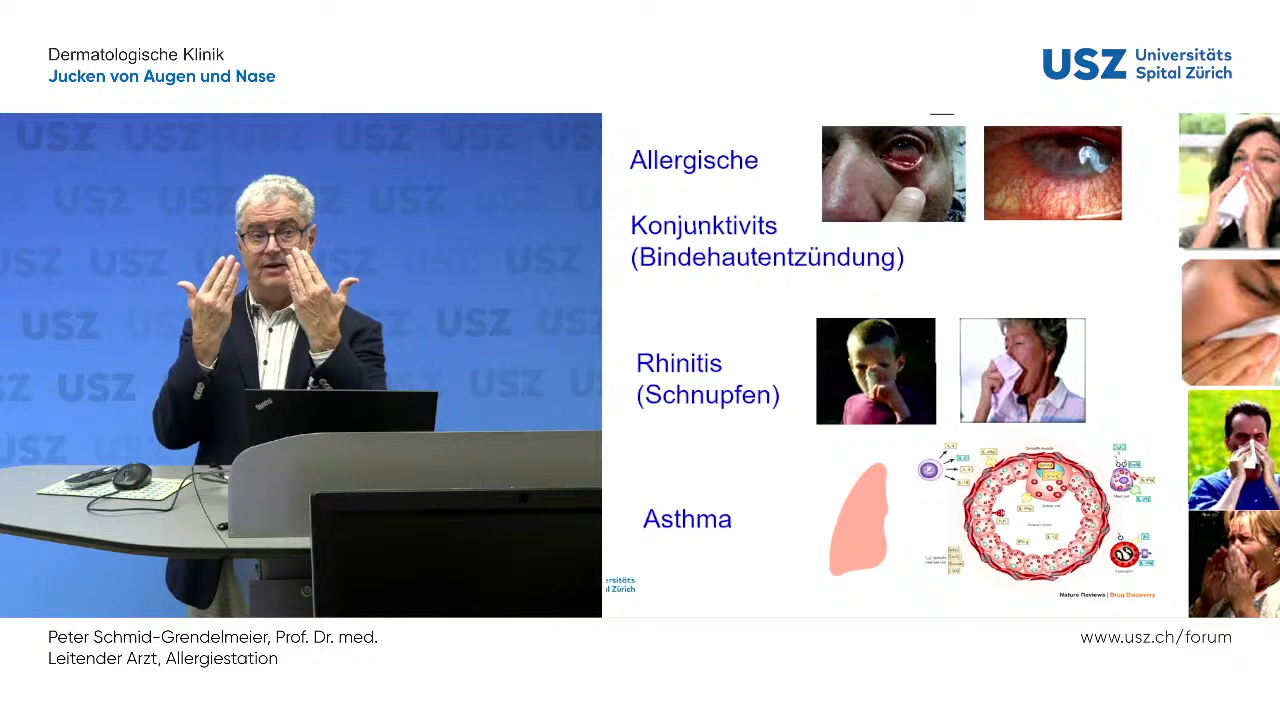 Dermatologische Klinik
Jucken von Augen und Nase
USZ Universitäts
Spital Zürich
Allergische
Konjunktivits
(Bindehautentzündung)
Rhinitis
(Schnupfen)
Asthma
Nature Reviews | Drug Discovery
ThinkPad
Peter Schmid-Grendelmeier, Prof. Dr. med.
Leitender Arzt, Allergiestation
www.usz.ch/forum